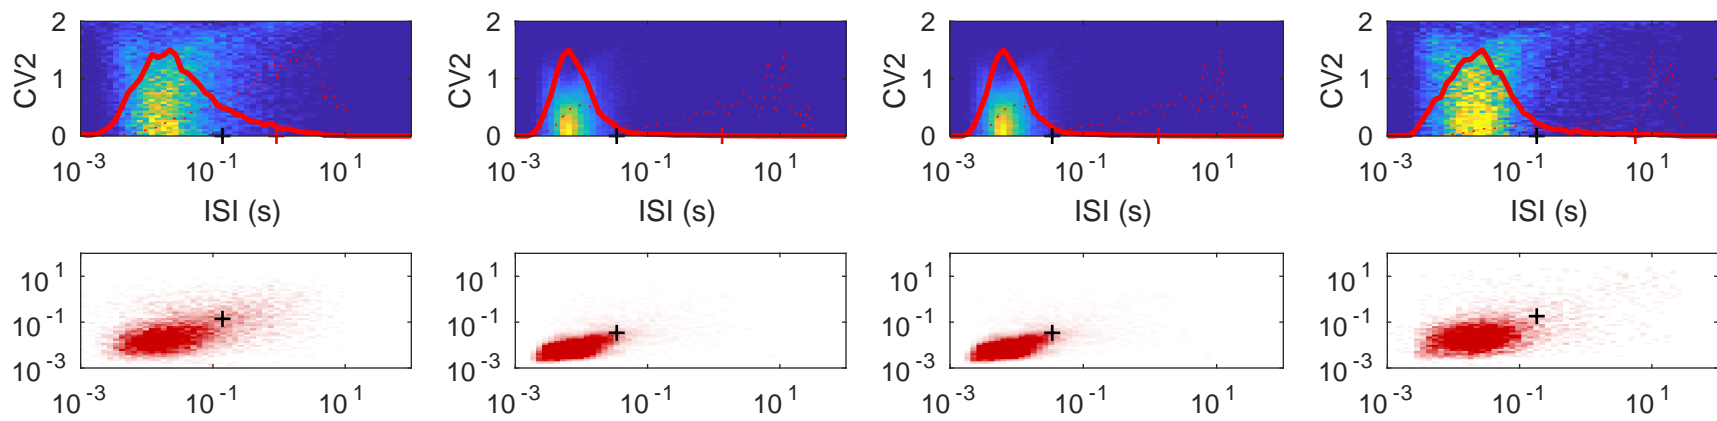 2 2 2 2
CV2 1 CV2 1 CV2 1 CV2 1
0 0 0 0
10^-3 10^-1 10^1 10^-3 10^-1 10^1 10^-3 10^-1 10^1 10^-3 10^-1 10^1
ISI (s) ISI (s) ISI (s) ISI (s)
10^1 10^1 10^1 10^1
10^-1 10^-1 10^-1 10^-1
10^-3 10^-3 10^-3 10^-3
10^-3 10^-1 10^1 10^-3 10^-1 10^1 10^-3 10^-1 10^1 10^-3 10^-1 10^1